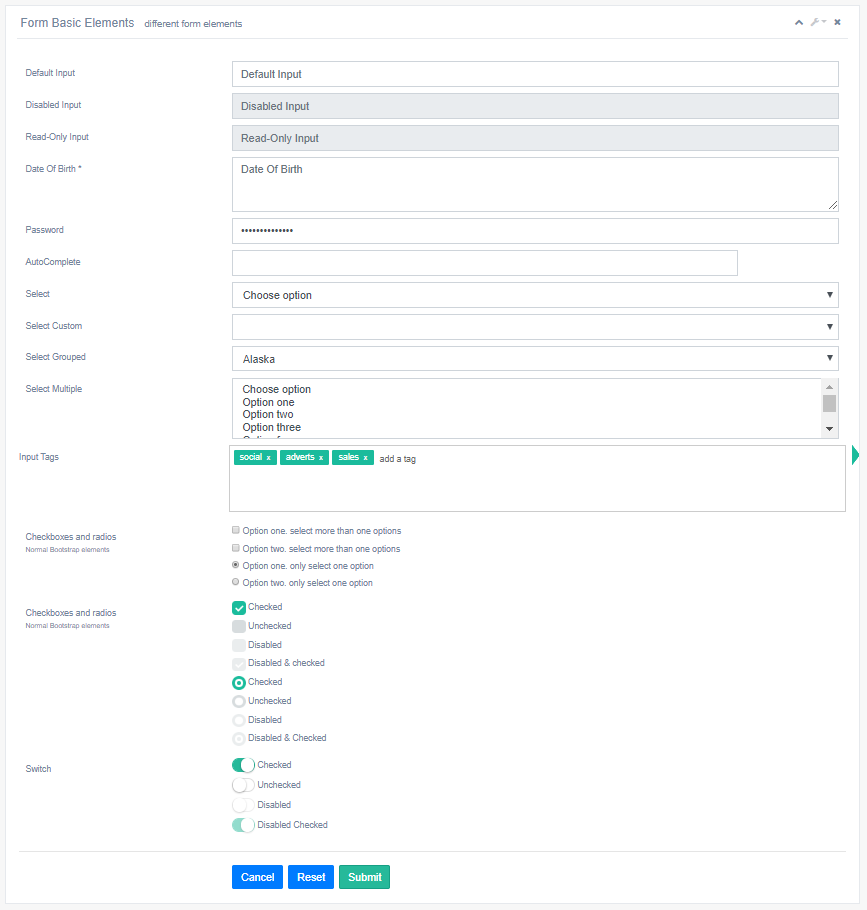 Form Basic Elements different form elements
Default Input Default Input
Disabled Input Disabled Input
Read-Only Input Read-Only Input
Date Of Birth * Date Of Birth
Password ••••••••••••••
AutoComplete
Select Choose option
Select Custom
Select Grouped Alaska
Select Multiple Choose option
Option one
Option two
Option three
Input Tags social x adverts x sales x add a tag
Checkboxes and radios
Normal Bootstrap elements
Option one. select more than one options
Option two. select more than one options
Option one. only select one option
Option two. only select one option
Checkboxes and radios
Normal Bootstrap elements
Checked
Unchecked
Disabled
Disabled & checked
Checked
Unchecked
Disabled
Disabled & Checked
Switch
Checked
Unchecked
Disabled
Disabled Checked
Cancel Reset Submit